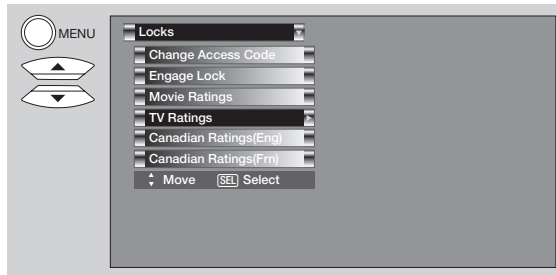 MENU
Locks
Change Access Code
Engage Lock
Movie Ratings
TV Ratings
Canadian Ratings(Eng)
Canadian Ratings(Frn)
Move SEL Select